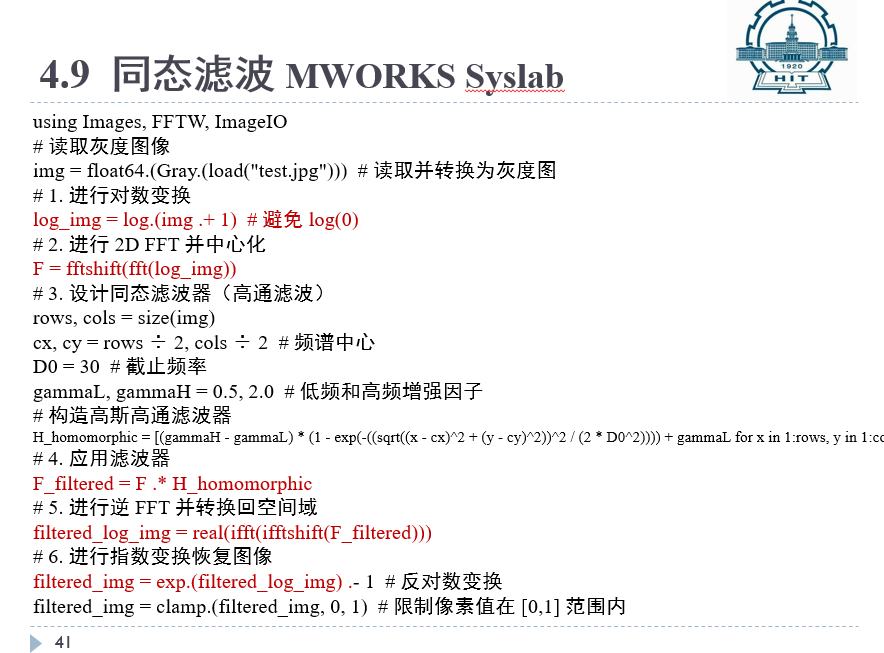 4.9 同态滤波 MWORKS Syslab
1920
HIT
using Images, FFTW, ImageIO
# 读取灰度图像
img = float64.(Gray.(load("test.jpg"))) # 读取并转换为灰度图
# 1. 进行对数变换
log_img = log.(img .+ 1) # 避免 log(0)
# 2. 进行 2D FFT 并中心化
F = fftshift(fft(log_img))
# 3. 设计同态滤波器（高通滤波）
rows, cols = size(img)
cx, cy = rows ÷ 2, cols ÷ 2 # 频谱中心
D0 = 30 # 截止频率
gammaL, gammaH = 0.5, 2.0 # 低频和高频增强因子
# 构造高斯高通滤波器
H_homomorphic = [(gammaH - gammaL) * (1 - exp(-((sqrt((x - cx)^2 + (y - cy)^2))^2 / (2 * D0^2)))) + gammaL for x in 1:rows, y in 1:co
# 4. 应用滤波器
F_filtered = F .* H_homomorphic
# 5. 进行逆 FFT 并转换回空间域
filtered_log_img = real(ifft(ifftshift(F_filtered)))
# 6. 进行指数变换恢复图像
filtered_img = exp.(filtered_log_img) .- 1 # 反对数变换
filtered_img = clamp.(filtered_img, 0, 1) # 限制像素值在 [0,1] 范围内
41